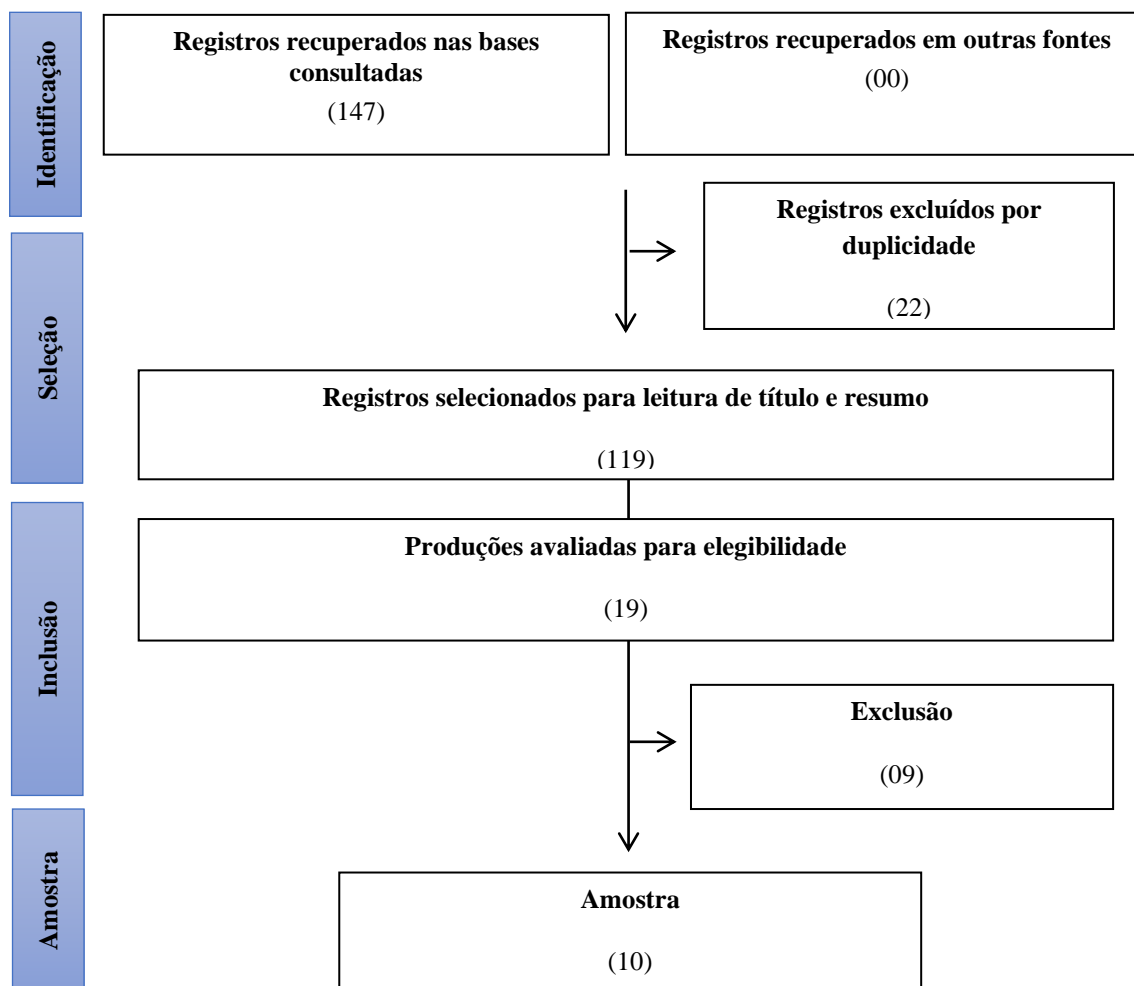 Identificação
Registros recuperados nas bases
consultadas
(147)
Registros recuperados em outras fontes
(00)
Registros excluídos por
duplicidade
(22)
Seleção
Registros selecionados para leitura de título e resumo
(119)
Inclusão
Produções avaliadas para elegibilidade
(19)
Exclusão
(09)
Amostra
Amostra
(10)